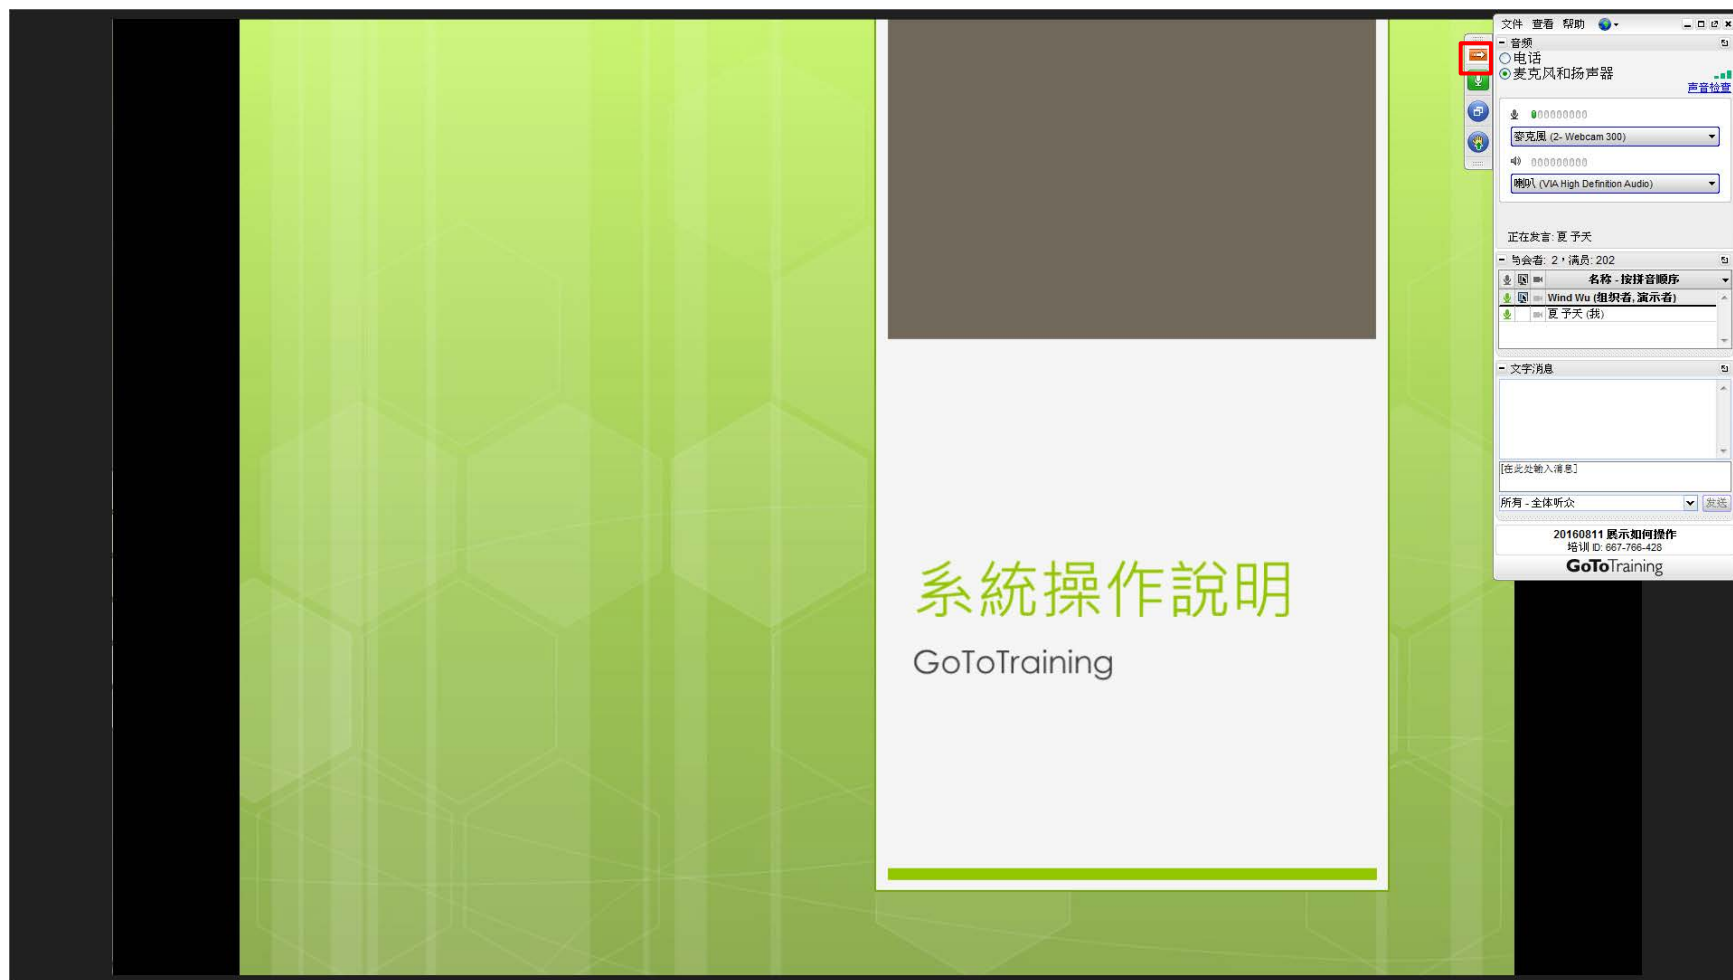 系統操作說明
GoToTraining
文件 查看 帮助
音频
电话
麦克风和扬声器
声音检查
麥克風 (2- Webcam 300)
喇叭 (VIA High Definition Audio)
正在发言: 夏 予天
与会者: 2，满员: 202
名称 - 按拼音顺序
Wind Wu (组织者, 演示者)
夏 予天 (我)
文字消息
[在此处输入消息]
所有 - 全体听众
发送
20160811 展示如何操作
培训 ID: 667-766-428
GoToTraining